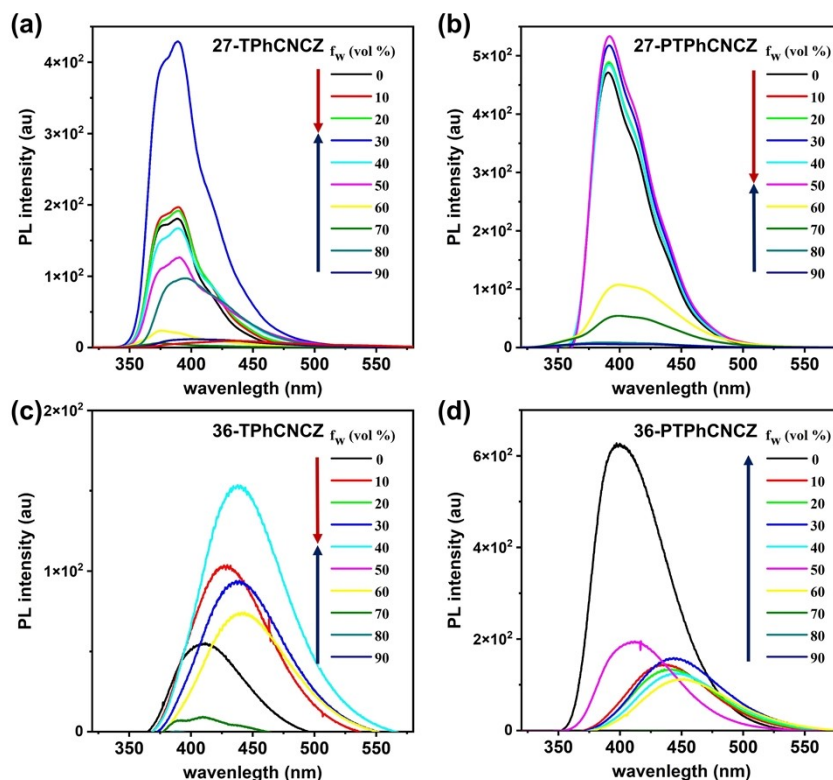 (a)
27-TPhCNCZ
f_w (vol %)
0
10
20
30
40
50
60
70
80
90
4×10²
3×10²
2×10²
1×10²
0
PL intensity (au)
350 400 450 500 550
wavelegth (nm)
(b)
27-PTPhCNCZ
f_w (vol %)
0
10
20
30
40
50
60
70
80
90
5×10²
4×10²
3×10²
2×10²
1×10²
0
PL intensity (au)
350 400 450 500 550
wavelegth (nm)
(c)
36-TPhCNCZ
f_w (vol %)
0
10
20
30
40
50
60
70
80
90
2×10²
1×10²
0
PL intensity (au)
350 400 450 500 550
wavelegth (nm)
(d)
36-PTPhCNCZ
f_w (vol %)
0
10
20
30
40
50
60
70
80
90
6×10²
4×10²
2×10²
0
PL intensity (au)
350 400 450 500 550
wavelegth (nm)